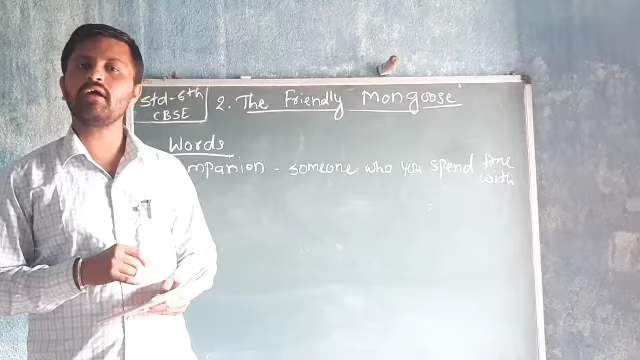 Std-6th
CBSE
2. The Friendly Mongoose
Words
mpanion - someone who you spend time
with